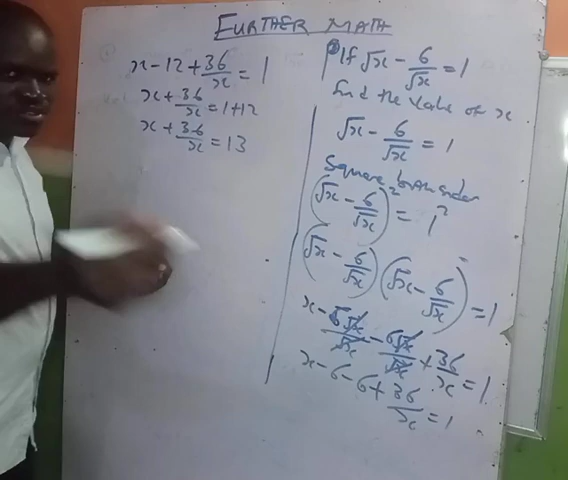 FURTHER MATH
If √x - 6/√x = 1
find the value of x
√x - 6/√x = 1
Square both sides
(√x - 6/√x)² = 1²
(√x - 6/√x)(√x - 6/√x) = 1
x - 6√x/√x - 6√x/√x + 36/x = 1
x - 6 - 6 + 36/x = 1
x - 12 + 36/x = 1
x + 36/x = 1 + 12
x + 36/x = 13